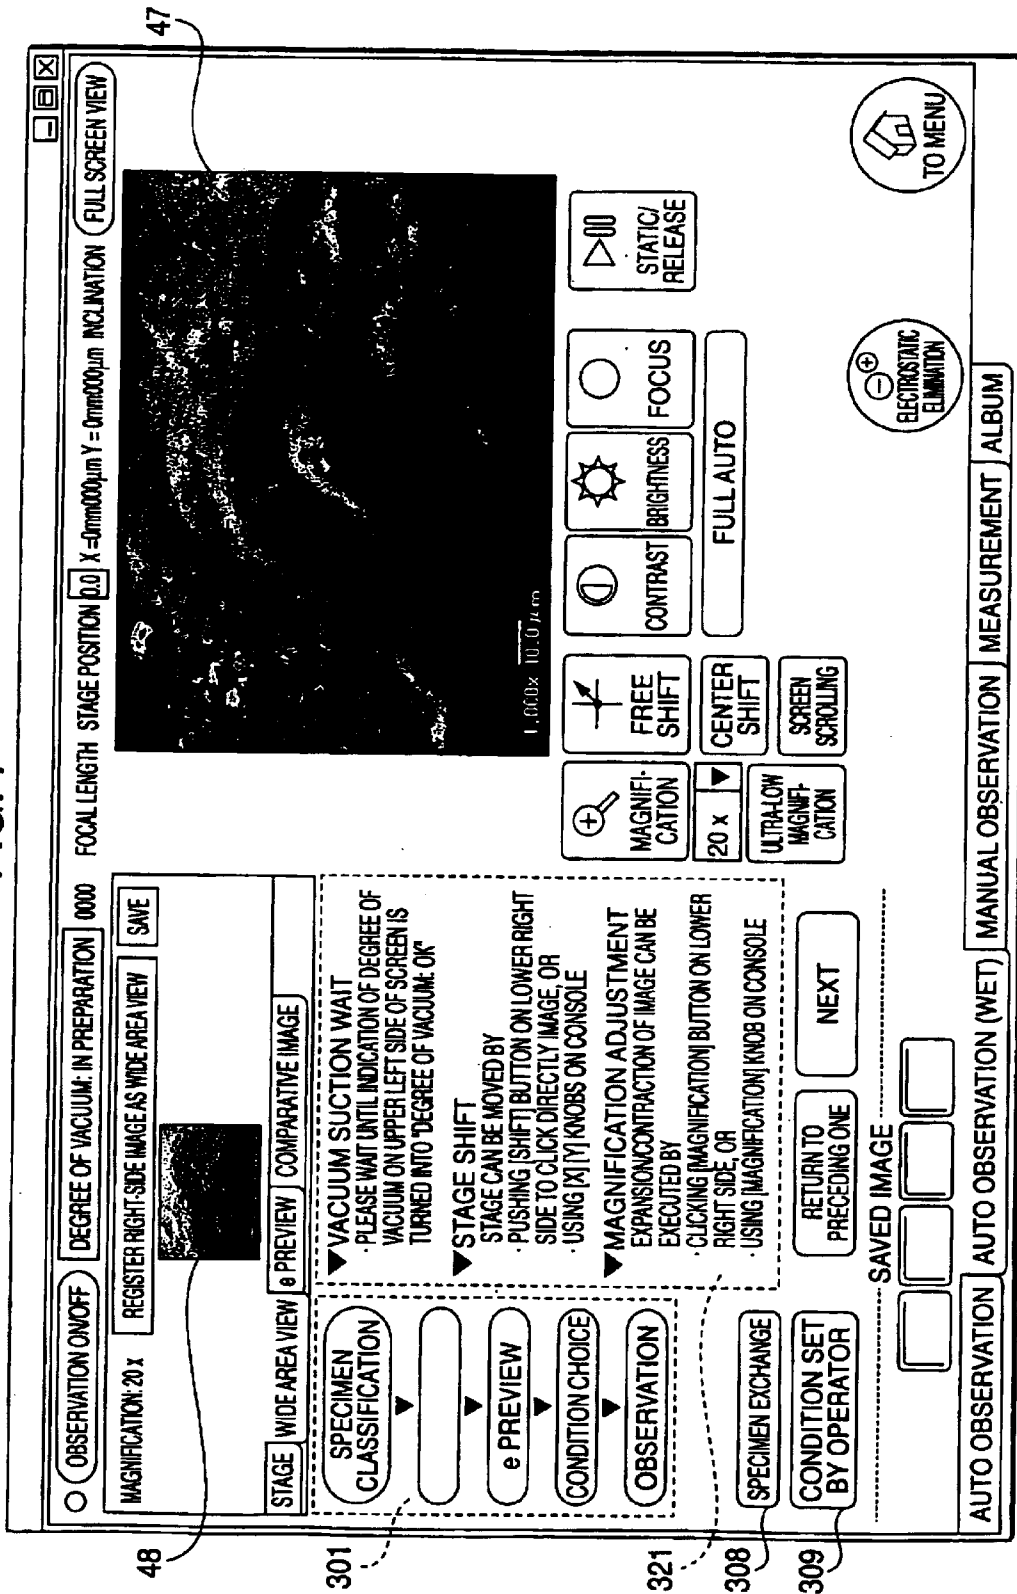 OBSERVATION ON/OFF
DEGREE OF VACUUM: IN PREPARATION
0000
FOCAL LENGTH
STAGE POSITION
0.0
X =0mm000μm Y = 0mm000μm INCLINATION
FULL SCREEN VIEW
47
MAGNIFICATION: 20 x
REGISTER RIGHT-SIDE IMAGE AS WIDE AREA VIEW
SAVE
48
STAGE
WIDE AREA VIEW
e PREVIEW
COMPARATIVE IMAGE
1,000x 10.0μm
301
SPECIMEN
CLASSIFICATION
e PREVIEW
CONDITION CHOICE
OBSERVATION
▼VACUUM SUCTION WAIT
· PLEASE WAIT UNTIL INDICATION OF DEGREE OF
VACUUM ON UPPER LEFT SIDE OF SCREEN IS
TURNED INTO "DEGREE OF VACUUM: OK"
▼STAGE SHIFT
STAGE CAN BE MOVED BY
· PUSHING [SHIFT] BUTTON ON LOWER RIGHT
SIDE TO CLICK DIRECTLY IMAGE, OR
· USING [X] [Y] KNOBS ON CONSOLE
▼MAGNIFICATION ADJUSTMENT
EXPANSION/CONTRACTION OF IMAGE CAN BE
EXECUTED BY
· CLICKING [MAGNIFICATION] BUTTON ON LOWER
RIGHT SIDE, OR
· USING [MAGNIFICATION] KNOB ON CONSOLE
321
MAGNIFI-
CATION
20 x ▼
ULTRA-LOW
MAGNIFI-
CATION
FREE
SHIFT
CENTER
SHIFT
SCREEN
SCROLLING
CONTRAST
BRIGHTNESS
FOCUS
FULL AUTO
STATIC/
RELEASE
308
SPECIMEN EXCHANGE
309
CONDITION SET
BY OPERATOR
RETURN TO
PRECEDING ONE
NEXT
SAVED IMAGE
ELECTROSTATIC
ELIMINATION
TO MENU
AUTO OBSERVATION
AUTO OBSERVATION (WET)
MANUAL OBSERVATION
MEASUREMENT
ALBUM